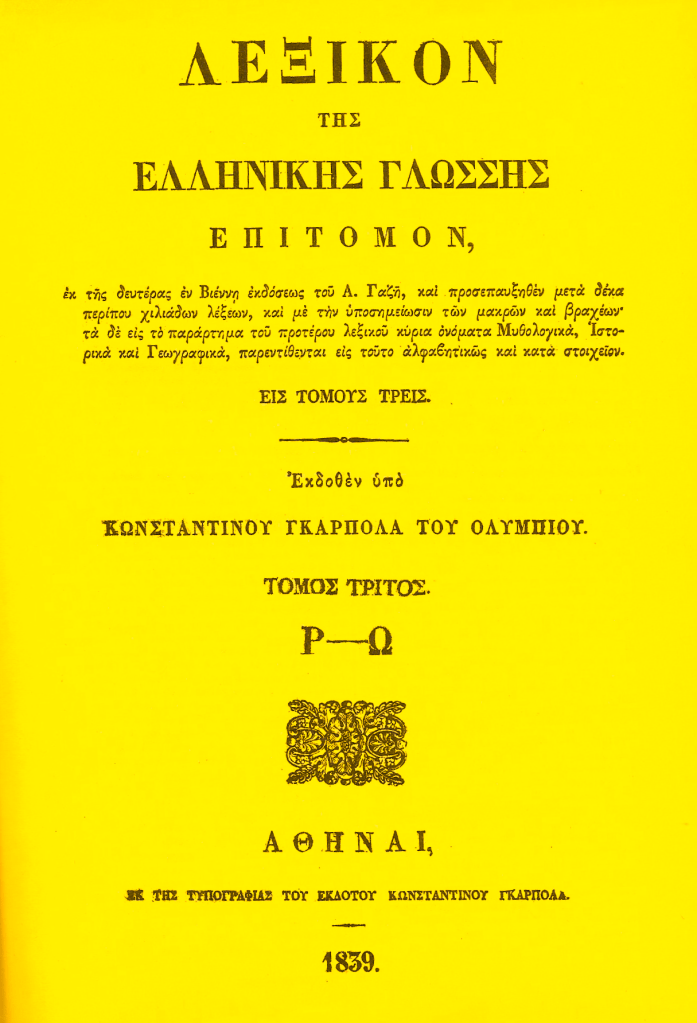 ΛΕΞΙΚΟΝ
ΤΗΣ
ΕΛΛΗΝΙΚΗΣ ΓΛΩΣΣΗΣ
ΕΠΙΤΟΜΟΝ,
ἐκ τῆς δευτέρας ἐν Βιέννῃ ἐκδόσεως τοῦ Α. Γαζῆ, καὶ προσεπαυξηθὲν μετὰ δέκα
περίπου χιλιάδων λέξεων, καὶ μὲ τὴν ὑποσημείωσιν τῶν μακρῶν καὶ βραχέων·
τὰ δὲ εἰς τὸ παράρτημα τοῦ προτέρου λεξικοῦ κύρια ὀνόματα Μυθολογικὰ, Ἱστο-
ρικὰ καὶ Γεωγραφικὰ, παρεντίθενται εἰς τοῦτο ἀλφαβητικῶς καὶ κατὰ στοιχεῖον.
ΕΙΣ ΤΟΜΟΥΣ ΤΡΕΙΣ.
Ἐκδοθὲν ὑπὸ
ΚΩΝΣΤΑΝΤΙΝΟΥ ΓΚΑΡΠΟΛΑ ΤΟΥ ΟΛΥΜΠΙΟΥ.
ΤΟΜΟΣ ΤΡΙΤΟΣ.
Ρ—Ω
ΑΘΗΝΑΙ,
ΕΚ ΤΗΣ ΤΥΠΟΓΡΑΦΙΑΣ ΤΟΥ ΕΚΔΟΤΟΥ ΚΩΝΣΤΑΝΤΙΝΟΥ ΓΚΑΡΠΟΛΑ.
1839.